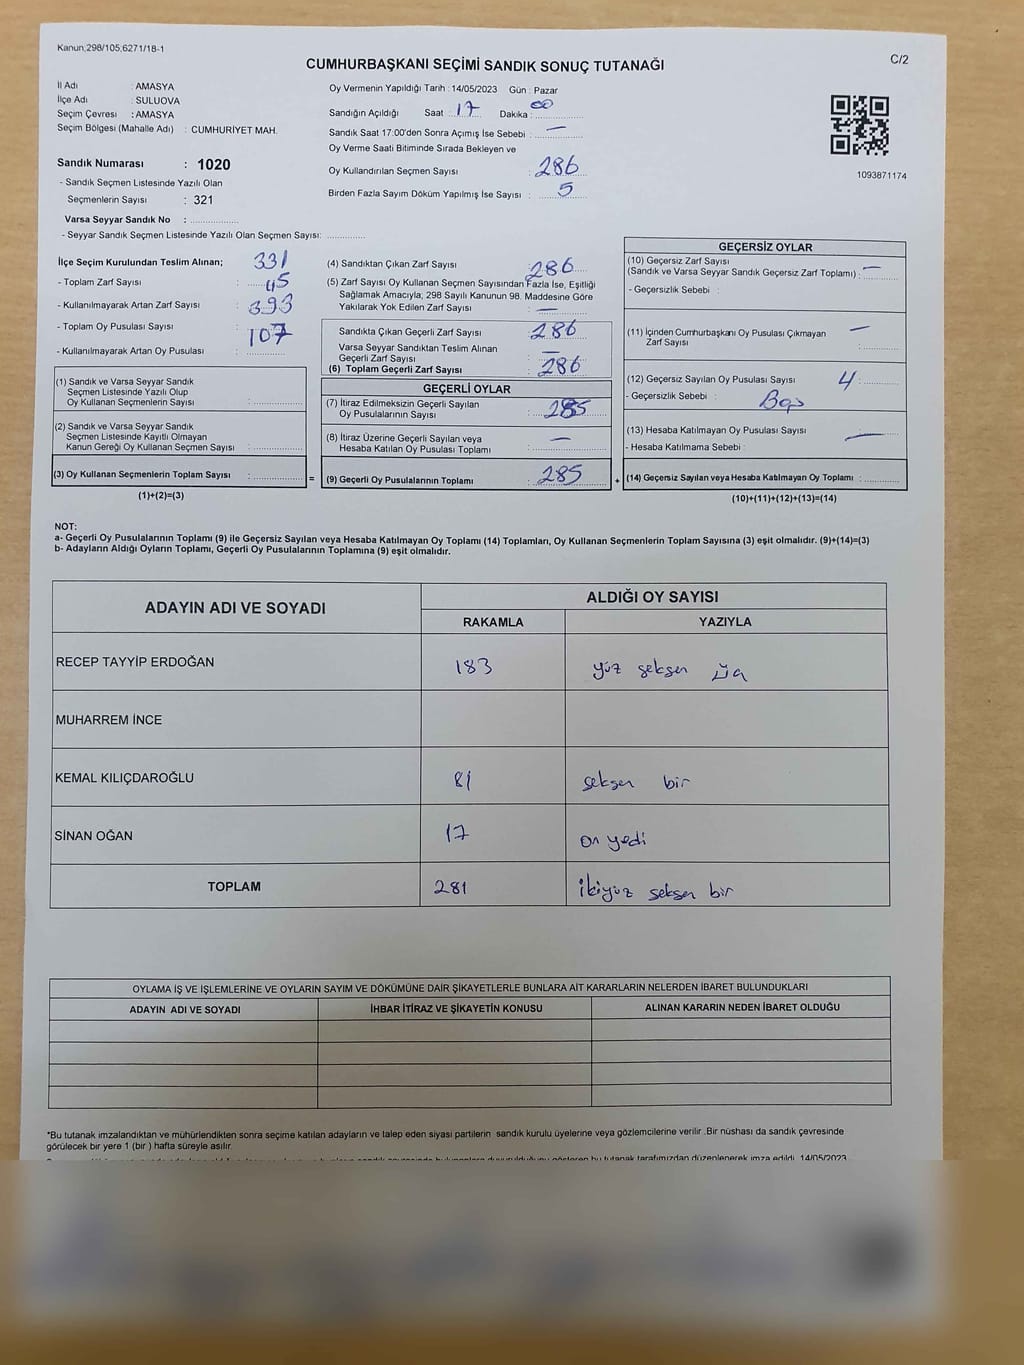 Kanun;298/105,6271/18-1
C/2
CUMHURBAŞKANI SEÇİMİ SANDIK SONUÇ TUTANAĞI
İl Adı : AMASYA
İlçe Adı : SULUOVA
Seçim Çevresi : AMASYA
Seçim Bölgesi (Mahalle Adı) : CUMHURİYET MAH.
Sandık Numarası : 1020
- Sandık Seçmen Listesinde Yazılı Olan
Seçmenlerin Sayısı : 321
Varsa Seyyar Sandık No :
- Seyyar Sandık Seçmen Listesinde Yazılı Olan Seçmen Sayısı:
Oy Vermenin Yapıldığı Tarih : 14/05/2023 Gün : Pazar
Sandığın Açıldığı Saat : 17 Dakika : 00
Sandık Saat 17:00'den Sonra Açımış İse Sebebi : —
Oy Verme Saati Bitiminde Sırada Bekleyen ve
Oy Kullandırılan Seçmen Sayısı : 286
Birden Fazla Sayım Döküm Yapılmış İse Sayısı : 5
1093871174
İlçe Seçim Kurulundan Teslim Alınan; 331
- Toplam Zarf Sayısı : 45
- Kullanılmayarak Artan Zarf Sayısı : 393
- Toplam Oy Pusulası Sayısı : 107
- Kullanılmayarak Artan Oy Pusulası :
(1) Sandık ve Varsa Seyyar Sandık
Seçmen Listesinde Yazılı Olup
Oy Kullanan Seçmenlerin Sayısı :
(2) Sandık ve Varsa Seyyar Sandık
Seçmen Listesinde Kayıtlı Olmayan
Kanun Gereği Oy Kullanan Seçmen Sayısı :
(3) Oy Kullanan Seçmenlerin Toplam Sayısı :
(1)+(2)=(3)
=
(4) Sandıktan Çıkan Zarf Sayısı : 286
(5) Zarf Sayısı Oy Kullanan Seçmen Sayısından Fazla İse, Eşitliği
Sağlamak Amacıyla; 298 Sayılı Kanunun 98. Maddesine Göre
Yakılarak Yok Edilen Zarf Sayısı : —
Sandıkta Çıkan Geçerli Zarf Sayısı : 286
Varsa Seyyar Sandıktan Teslim Alınan
Geçerli Zarf Sayısı : —
(6) Toplam Geçerli Zarf Sayısı : 286
GEÇERLİ OYLAR
(7) İtiraz Edilmeksizin Geçerli Sayılan
Oy Pusulalarının Sayısı : 285
(8) İtiraz Üzerine Geçerli Sayılan veya
Hesaba Katılan Oy Pusulası Toplamı : —
(9) Geçerli Oy Pusulalarının Toplamı : 285
+
GEÇERSİZ OYLAR
(10) Geçersiz Zarf Sayısı
(Sandık ve Varsa Seyyar Sandık Geçersiz Zarf Toplamı) : —
- Geçersizlik Sebebi :
(11) İçinden Cumhurbaşkanı Oy Pusulası Çıkmayan —
Zarf Sayısı :
(12) Geçersiz Sayılan Oy Pusulası Sayısı 4 :
- Geçersizlik Sebebi :
(13) Hesaba Katılmayan Oy Pusulası Sayısı : —
- Hesaba Katılmama Sebebi :
(14) Geçersiz Sayılan veya Hesaba Katılmayan Oy Toplamı :
(10)+(11)+(12)+(13)=(14)
NOT:
a- Geçerli Oy Pusulalarının Toplamı (9) ile Geçersiz Sayılan veya Hesaba Katılmayan Oy Toplamı (14) Toplamları, Oy Kullanan Seçmenlerin Toplam Sayısına (3) eşit olmalıdır. (9)+(14)=(3)
b- Adayların Aldığı Oyların Toplamı, Geçerli Oy Pusulalarının Toplamına (9) eşit olmalıdır.
ADAYIN ADI VE SOYADI
ALDIĞI OY SAYISI
RAKAMLA YAZIYLA
RECEP TAYYİP ERDOĞAN 183 yüz seksen üç
MUHARREM İNCE
KEMAL KILIÇDAROĞLU 81 seksen bir
SİNAN OĞAN 17 on yedi
TOPLAM 281 ikiyüz seksen bir
OYLAMA İŞ VE İŞLEMLERİNE VE OYLARIN SAYIM VE DÖKÜMÜNE DAİR ŞİKAYETLERLE BUNLARA AİT KARARLARIN NELERDEN İBARET BULUNDUKLARI
ADAYIN ADI VE SOYADI İHBAR İTİRAZ VE ŞİKAYETİN KONUSU ALINAN KARARIN NEDEN İBARET OLDUĞU
*Bu tutanak imzalandıktan ve mühürlendikten sonra seçime katılan adayların ve talep eden siyasi partilerin sandık kurulu üyelerine veya gözlemcilerine verilir .Bir nüshası da sandık çevresinde
görülecek bir yere 1 (bir ) hafta süreyle asılır.
bu tutanak tarafımızdan düzenlenerek imza edildi. 14/05/2023